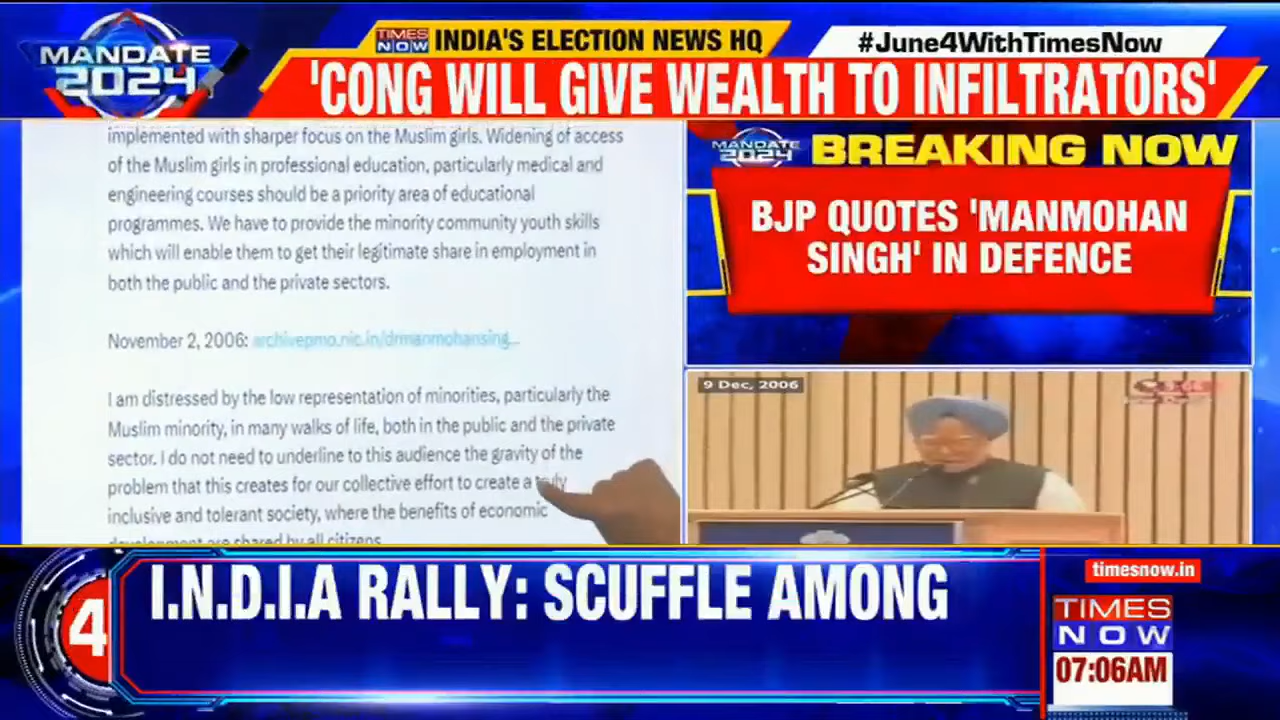 MANDATE
2024
TIMES NOW
INDIA'S ELECTION NEWS HQ
#June4WithTimesNow
'CONG WILL GIVE WEALTH TO INFILTRATORS'
implemented with sharper focus on the Muslim girls. Widening of access
of the Muslim girls in professional education, particularly medical and
engineering courses should be a priority area of educational
programmes. We have to provide the minority community youth skills
which will enable them to get their legitimate share in employment in
both the public and the private sectors.
November 2, 2006: archivepmo.nic.in/drmanmohansing...
I am distressed by the low representation of minorities, particularly the
Muslim minority, in many walks of life, both in the public and the private
sector. I do not need to underline to this audience the gravity of the
problem that this creates for our collective effort to create a truly
inclusive and tolerant society, where the benefits of economic
development are shared by all citizens.
MANDATE
2024
BREAKING NOW
BJP QUOTES 'MANMOHAN
SINGH' IN DEFENCE
9 Dec, 2006
4
I.N.D.I.A RALLY: SCUFFLE AMONG
timesnow.in
TIMES
NOW
07:06AM